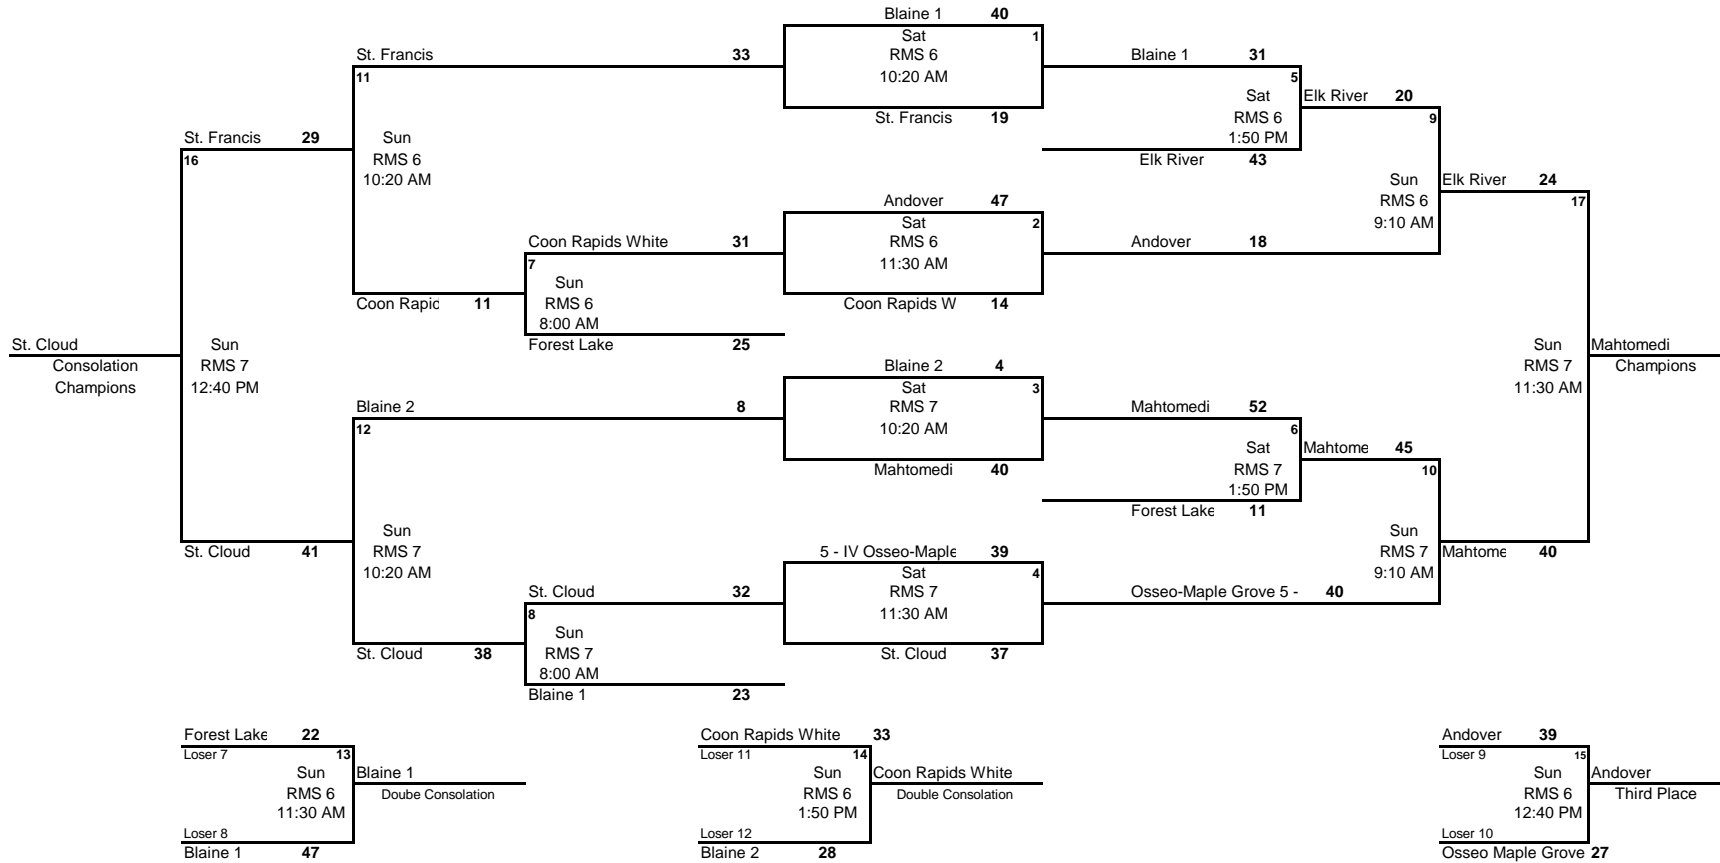 Blaine 1 40
Sat 1
St. Francis 33 RMS 6 Blaine 1 31
11 10:20 AM 5
Sat Elk River 20
St. Francis 19 RMS 6 9
St. Francis 29 Sun 1:50 PM
16 RMS 6 Elk River 43
10:20 AM Sun Elk River 24
Andover 47 RMS 6 17
Sat 2 9:10 AM
Coon Rapids White 31 RMS 6 Andover 18
7 11:30 AM
Sun
Coon Rapid 11 RMS 6 Coon Rapids W 14
8:00 AM
St. Cloud Sun Forest Lake 25 Sun Mahtomedi
Consolation RMS 7 Blaine 2 4 RMS 7 Champions
Champions 12:40 PM Sat 3 11:30 AM
Blaine 2 8 RMS 7 Mahtomedi 52
12 10:20 AM 6
Sat Mahtome 45
Mahtomedi 40 RMS 7 10
1:50 PM
Forest Lake 11
Sun Sun
St. Cloud 41 RMS 7 5 - IV Osseo-Maple 39 RMS 7 Mahtome 40
10:20 AM Sat 4 9:10 AM
St. Cloud 32 RMS 7 Osseo-Maple Grove 5 - 40
8 11:30 AM
Sun
St. Cloud 38 RMS 7 St. Cloud 37
8:00 AM
Blaine 1 23
Forest Lake 22 Coon Rapids White 33 Andover 39
Loser 7 13 Loser 11 14 Loser 9 15
Sun Blaine 1 Sun Coon Rapids White Sun Andover
RMS 6 Doube Consolation RMS 6 Double Consolation RMS 6 Third Place
11:30 AM 1:50 PM 12:40 PM
Loser 8 Loser 12 Loser 10
Blaine 1 47 Blaine 2 28 Osseo Maple Grove 27